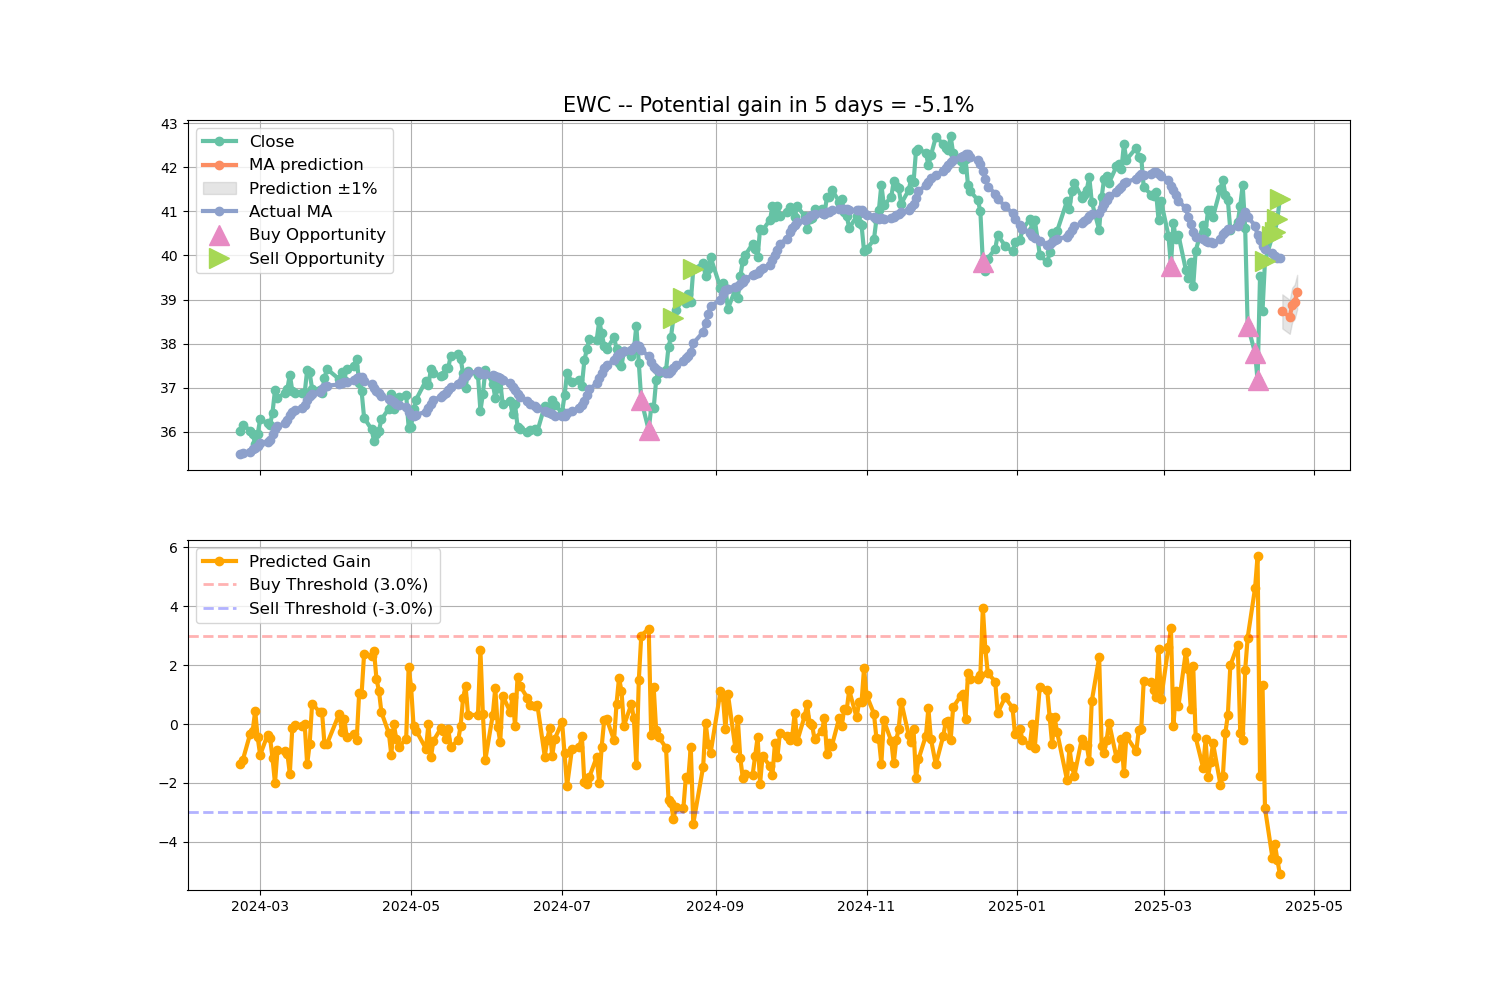 EWC -- Potential gain in 5 days = -5.1%
43
42
41
40
39
38
37
36
Close
MA prediction
Prediction ±1%
Actual MA
Buy Opportunity
Sell Opportunity
6
4
2
0
−2
−4
Predicted Gain
Buy Threshold (3.0%)
Sell Threshold (-3.0%)
2024-03
2024-05
2024-07
2024-09
2024-11
2025-01
2025-03
2025-05